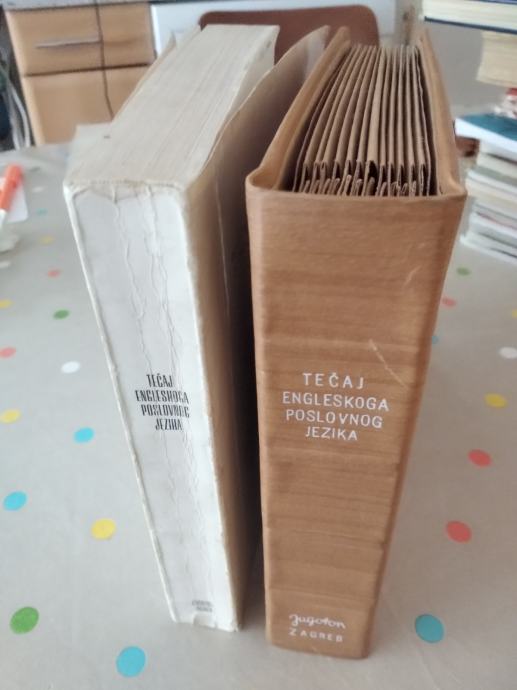 TEČAJ
ENGLESKOGA
POSLOVNOG
JEZIKA
TEČAJ
ENGLESKOGA
POSLOVNOG
JEZIKA
Jugoton
ZAGREB